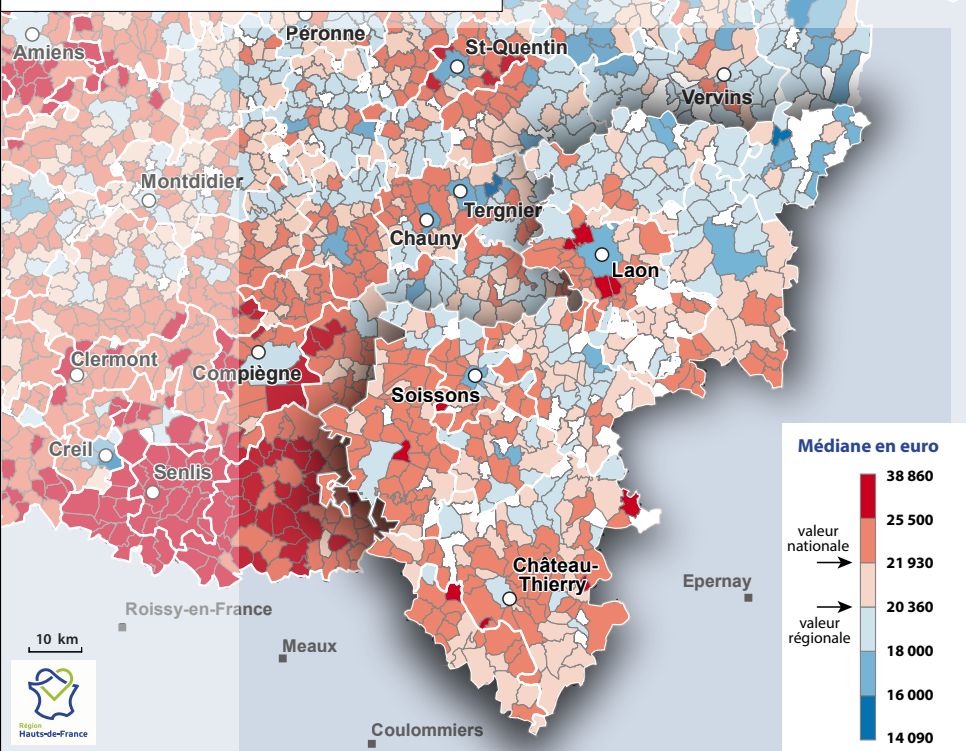 Péronne
Amiens
St-Quentin
Vervins
Montdidier
Tergnier
Chauny
Laon
Clermont
Compiègne
Soissons
Creil
Senlis
Château-
Thierry
Epernay
Roissy-en-France
10 km
Meaux
Coulommiers
Région
Hauts-de-France
Médiane en euro
38 860
25 500
valeur
nationale
21 930
20 360
valeur
régionale
18 000
16 000
14 090